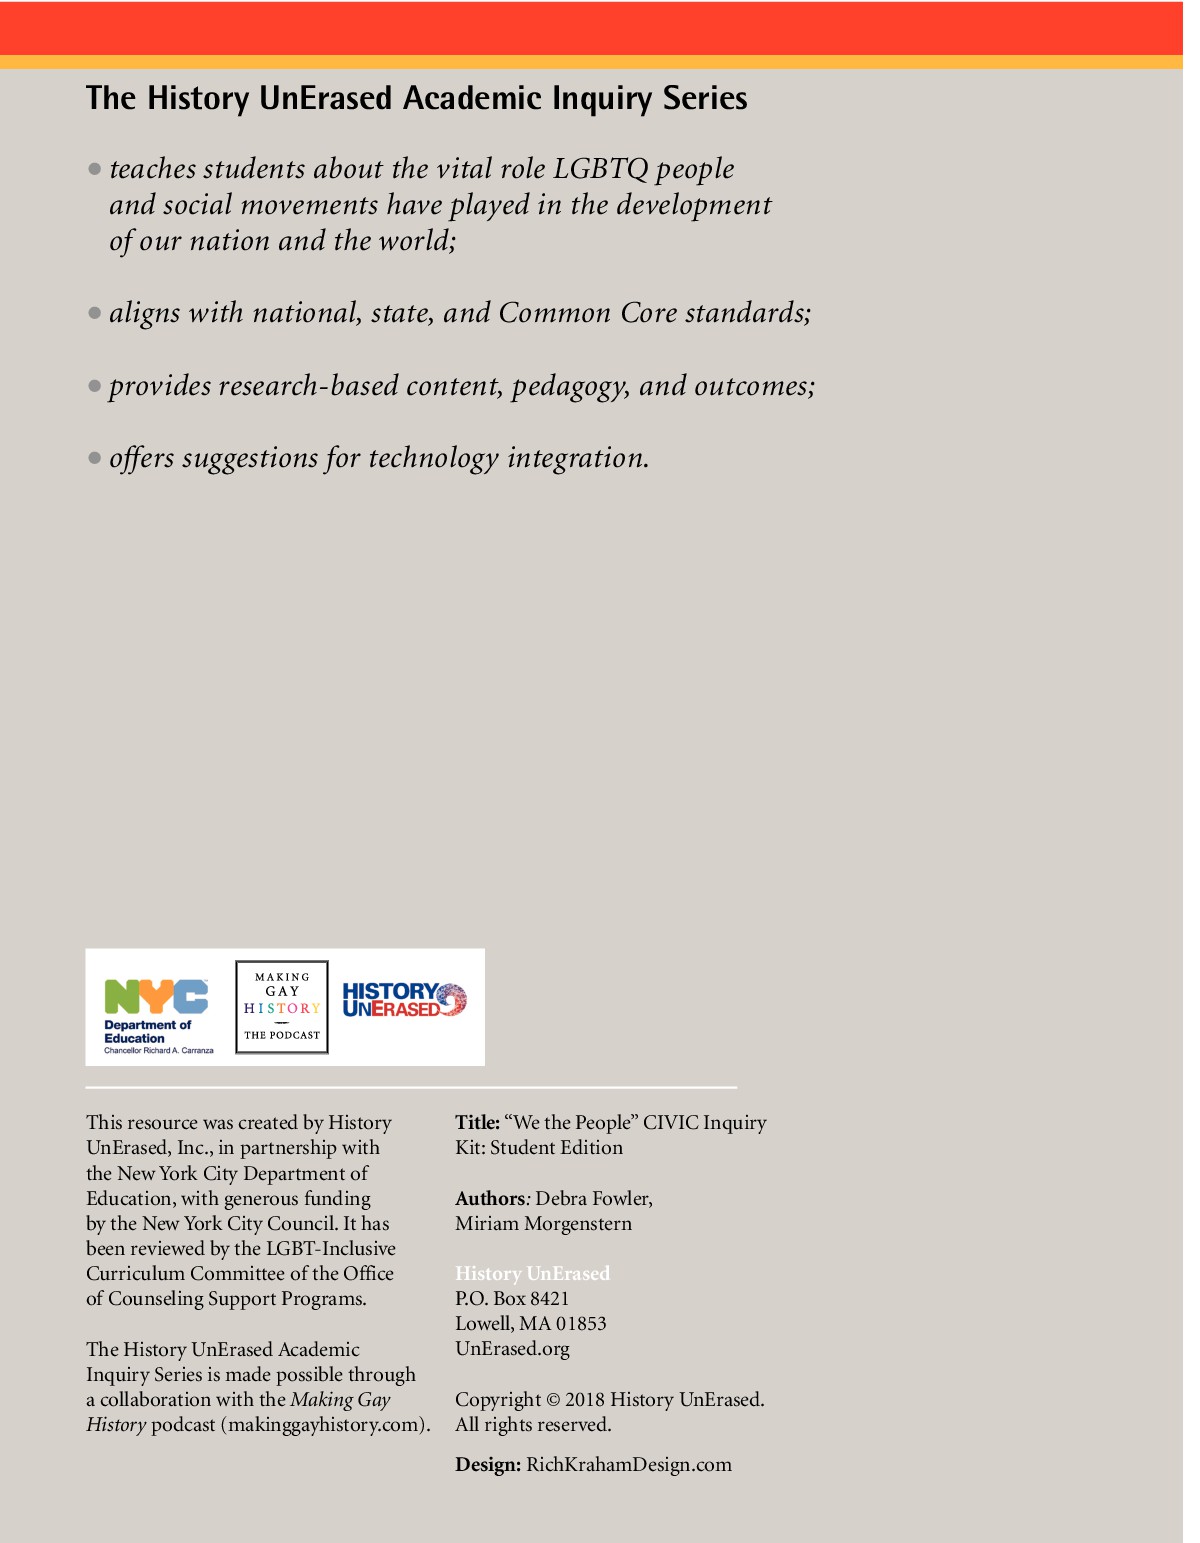 The History UnErased Academic Inquiry Series
• teaches students about the vital role LGBTQ people
and social movements have played in the development
of our nation and the world;
• aligns with national, state, and Common Core standards;
• provides research-based content, pedagogy, and outcomes;
• offers suggestions for technology integration.
NYC
Department of
Education
Chancellor Richard A. Carranza
MAKING
GAY
HISTORY
THE PODCAST
HISTORY
UNERASED
This resource was created by History
UnErased, Inc., in partnership with
the New York City Department of
Education, with generous funding
by the New York City Council. It has
been reviewed by the LGBT-Inclusive
Curriculum Committee of the Office
of Counseling Support Programs.
The History UnErased Academic
Inquiry Series is made possible through
a collaboration with the Making Gay
History podcast (makinggayhistory.com).
Title: “We the People” CIVIC Inquiry
Kit: Student Edition
Authors: Debra Fowler,
Miriam Morgenstern
History UnErased
P.O. Box 8421
Lowell, MA 01853
UnErased.org
Copyright © 2018 History UnErased.
All rights reserved.
Design: RichKrahamDesign.com